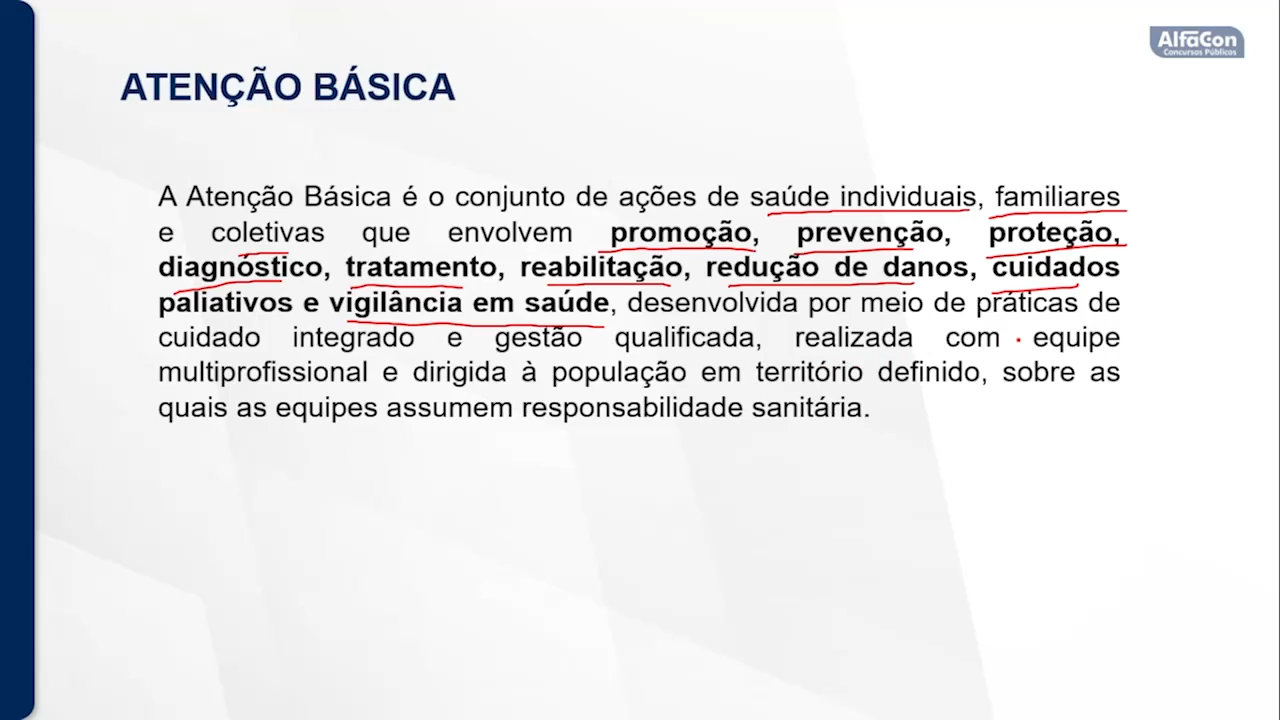 AlfaCon
Concursos Públicos
ATENÇÃO BÁSICA
A Atenção Básica é o conjunto de ações de saúde individuais, familiares
e coletivas que envolvem promoção, prevenção, proteção,
diagnóstico, tratamento, reabilitação, redução de danos, cuidados
paliativos e vigilância em saúde, desenvolvida por meio de práticas de
cuidado integrado e gestão qualificada, realizada com equipe
multiprofissional e dirigida à população em território definido, sobre as
quais as equipes assumem responsabilidade sanitária.